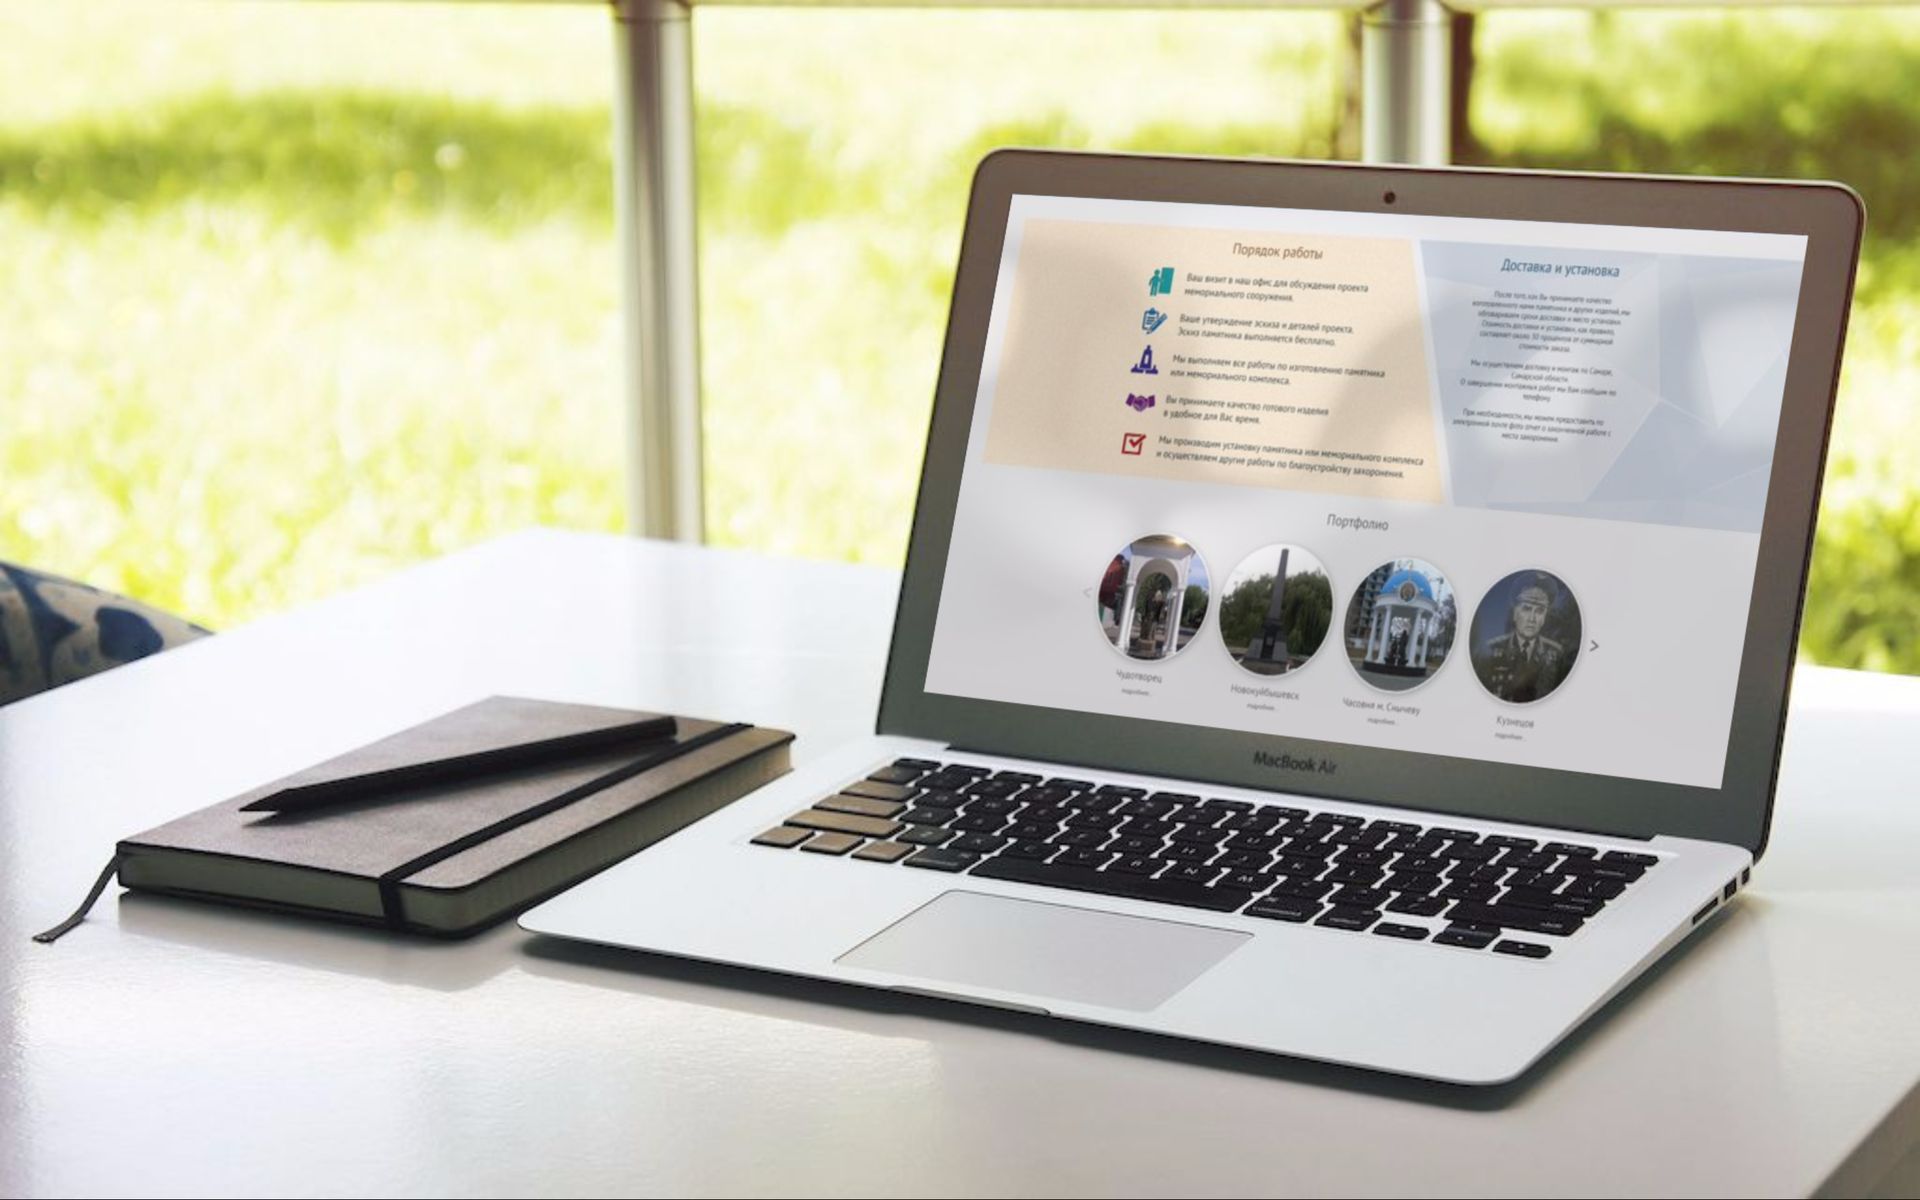 Порядок работы
Ваш визит в наш офис для обсуждения проекта
мемориального сооружения.
Ваше утверждение эскиза и деталей проекта.
Эскиз памятника выполняется бесплатно.
Мы выполняем все работы по изготовлению памятника
или мемориального комплекса.
Вы принимаете качество готового изделия
в удобное для Вас время.
Мы производим установку памятника или мемориального комплекса
и осуществляем другие работы по благоустройству захоронения.
Доставка и установка
После того, как Вы принимаете качество
изготовленного нами памятника и других изделий, мы
обговариваем сроки доставки и место установки.
Стоимость доставки и установки, как правило,
составляет около 30 процентов от суммарной
стоимости заказа.
Мы осуществляем доставку и монтаж по Самаре,
Самарской области.
О завершении монтажных работ мы Вам сообщим по
телефону.
При необходимости, мы можем предоставить по
электронной почте фото отчет о законченной работе с
места захоронения.
Портфолио
Чудотворец
подробнее..
Новокуйбышевск
подробнее..
Часовня м. Снычеву
подробнее..
Кузнецов
подробнее..
MacBook Air